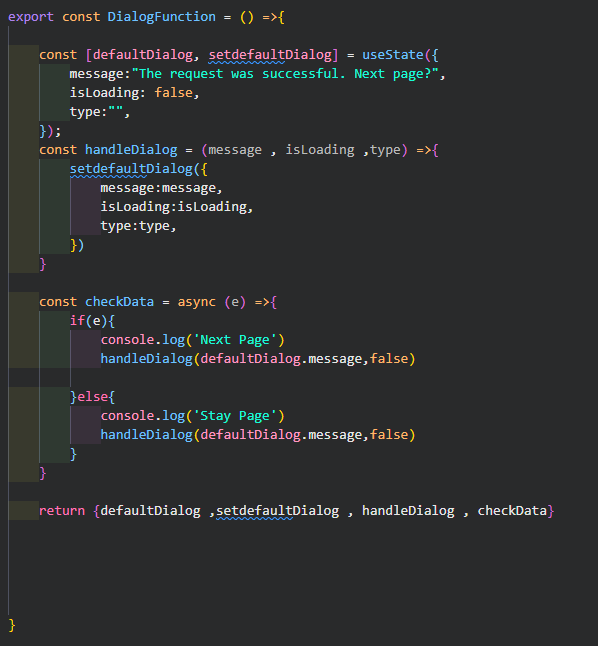 export const DialogFunction = () =>{
const [defaultDialog, setdefaultDialog] = useState({
message:"The request was successful. Next page?",
isLoading: false,
type:"",
});
const handleDialog = (message , isLoading ,type) =>{
setdefaultDialog({
message:message,
isLoading:isLoading,
type:type,
})
}
const checkData = async (e) =>{
if(e){
console.log('Next Page')
handleDialog(defaultDialog.message,false)
}else{
console.log('Stay Page')
handleDialog(defaultDialog.message,false)
}
}
return {defaultDialog ,setdefaultDialog , handleDialog , checkData}
}